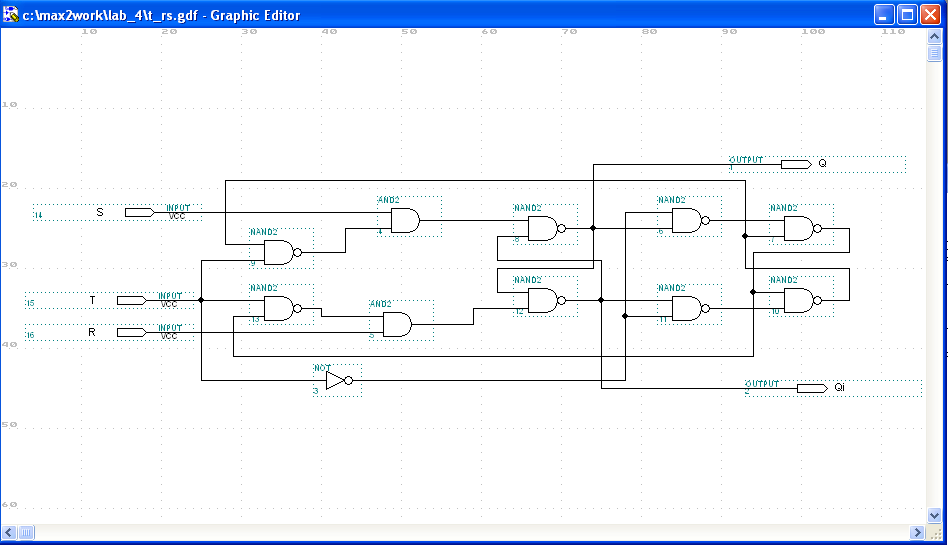 c:\max2work\lab_4\t_rs.gdf - Graphic Editor
10 20 30 40 50 60 70 80 90 100 110
10
OUTPUT Q
1
20
AND2
S INPUT NAND2 NAND2 NAND2
14 VCC
4
NAND2 8 6 7
9
30
NAND2 NAND2 NAND2 NAND2
T INPUT AND2
15 VCC
13 12 11 10
R INPUT
16 VCC 5
40
NOT
OUTPUT Qi
3 2
50
60